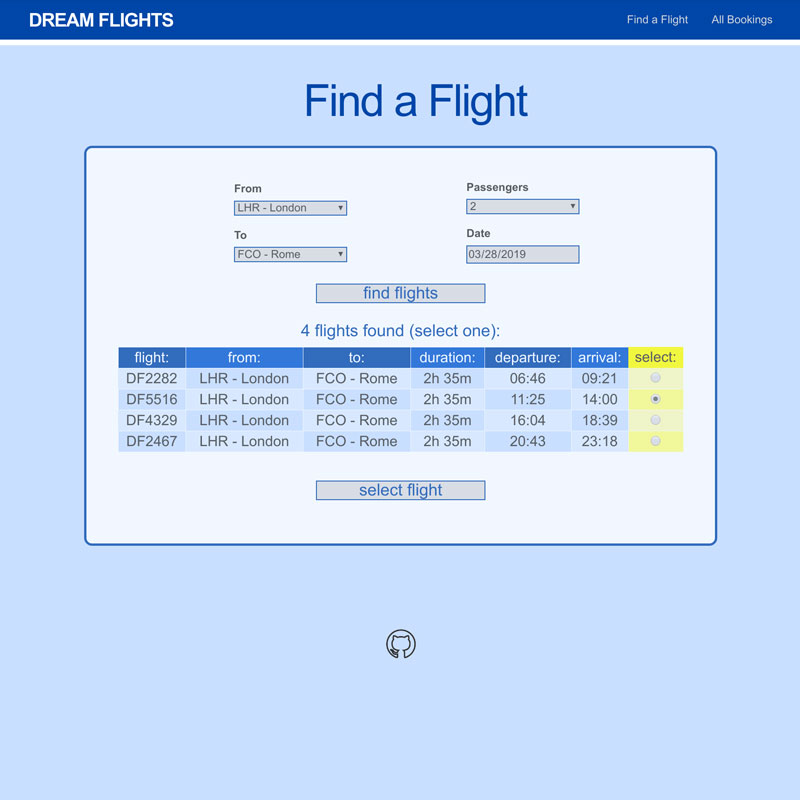 DREAM FLIGHTS
Find a Flight
All Bookings
Find a Flight
From
LHR - London
Passengers
2
To
FCO - Rome
Date
03/28/2019
find flights
4 flights found (select one):
flight: from: to: duration: departure: arrival: select:
DF2282 LHR - London FCO - Rome 2h 35m 06:46 09:21
DF5516 LHR - London FCO - Rome 2h 35m 11:25 14:00
DF4329 LHR - London FCO - Rome 2h 35m 16:04 18:39
DF2467 LHR - London FCO - Rome 2h 35m 20:43 23:18
select flight